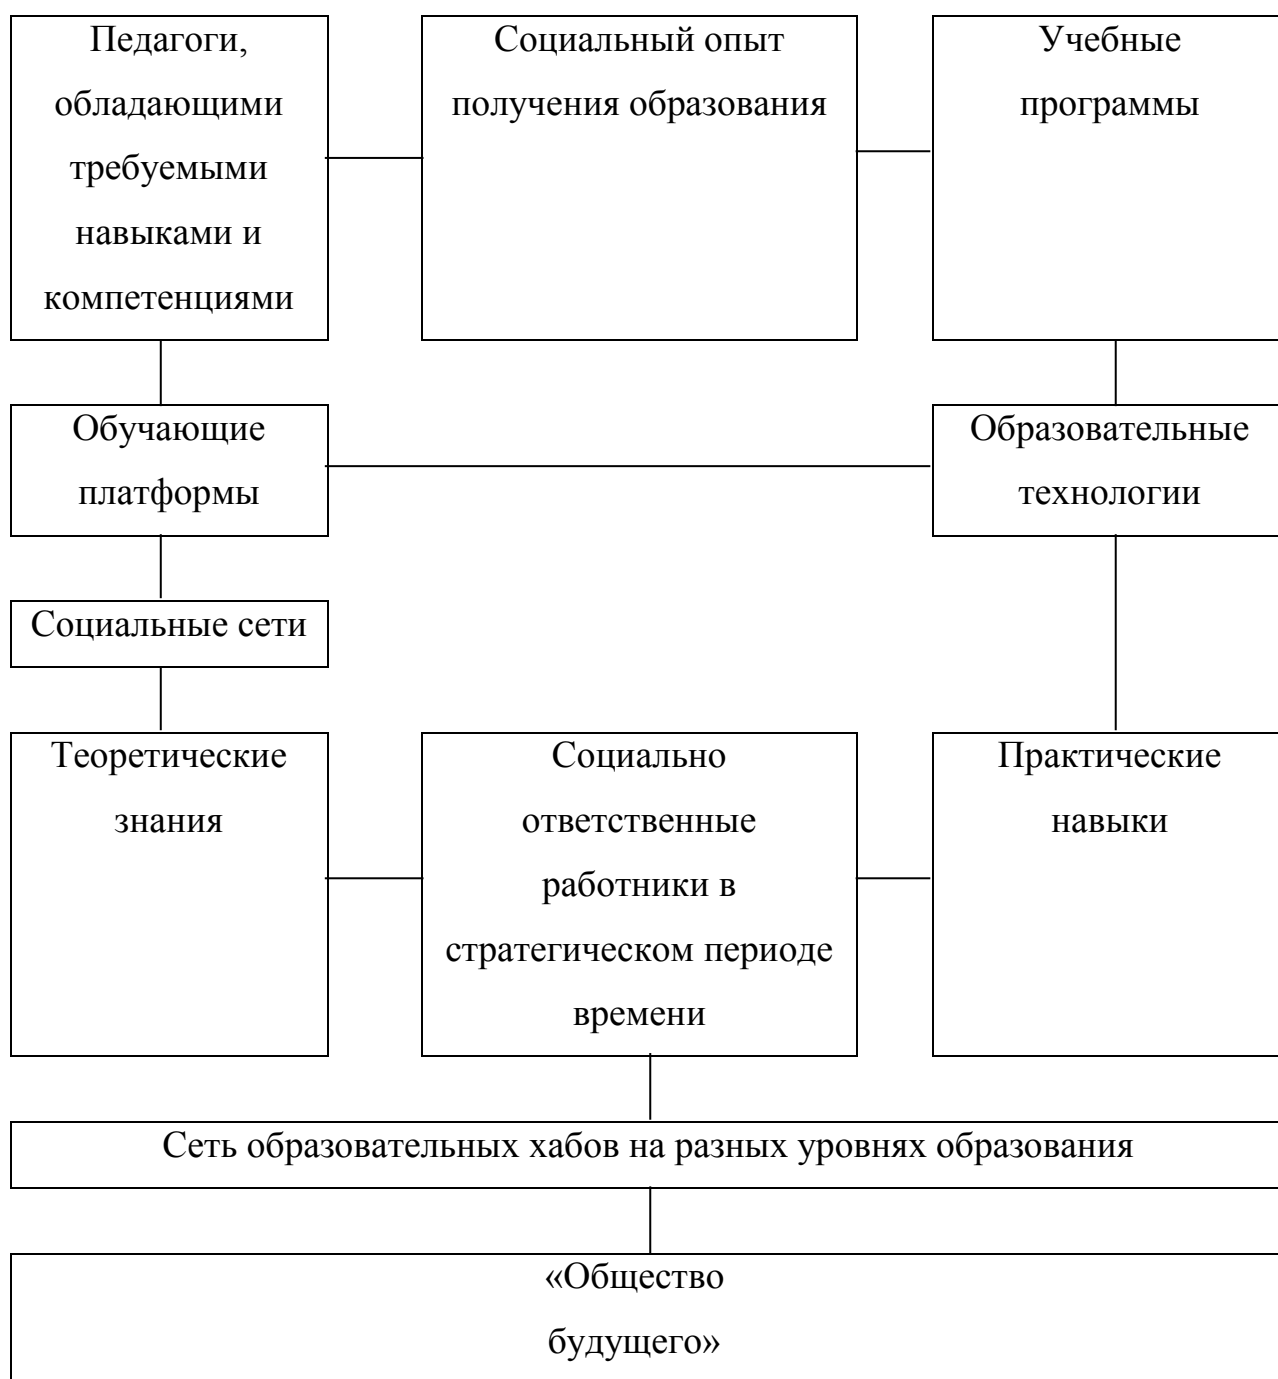 Педагоги,
обладающими
требуемыми
навыками и
компетенциями
Социальный опыт
получения образования
Учебные
программы
Обучающие
платформы
Образовательные
технологии
Социальные сети
Теоретические
знания
Социально
ответственные
работники в
стратегическом периоде
времени
Практические
навыки
Сеть образовательных хабов на разных уровнях образования
«Общество
будущего»